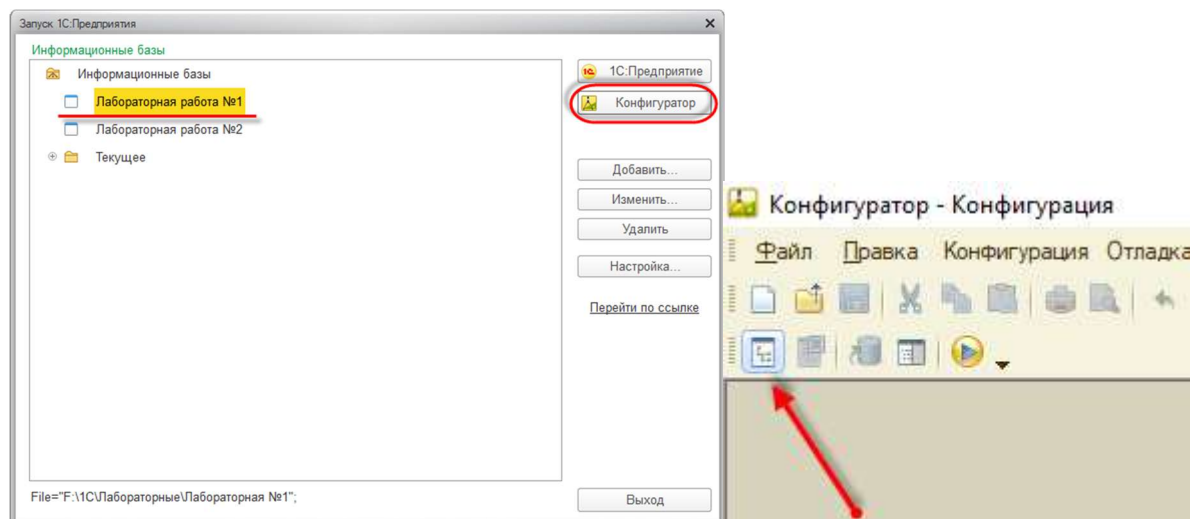 Запуск 1С:Предприятия
Информационные базы
Информационные базы
Лабораторная работа №1
Лабораторная работа №2
Текущее
1С:Предприятие
Конфигуратор
Добавить...
Изменить...
Удалить
Настройка...
Перейти по ссылке
File="F:\1С\Лабораторные\Лабораторная №1";
Выход
Конфигуратор - Конфигурация
Файл Правка Конфигурация Отладка